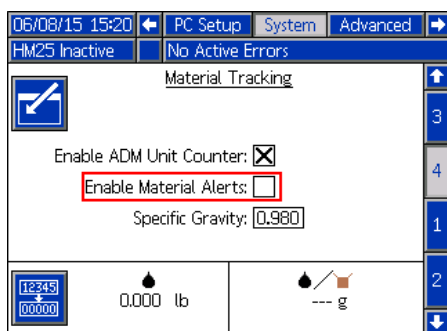 06/08/15 15:20 PC Setup System Advanced
HM25 Inactive No Active Errors
Material Tracking
3
Enable ADM Unit Counter:
4
Enable Material Alerts:
Specific Gravity: 0.980
1
12345
00000
0.000 lb
--- g
2